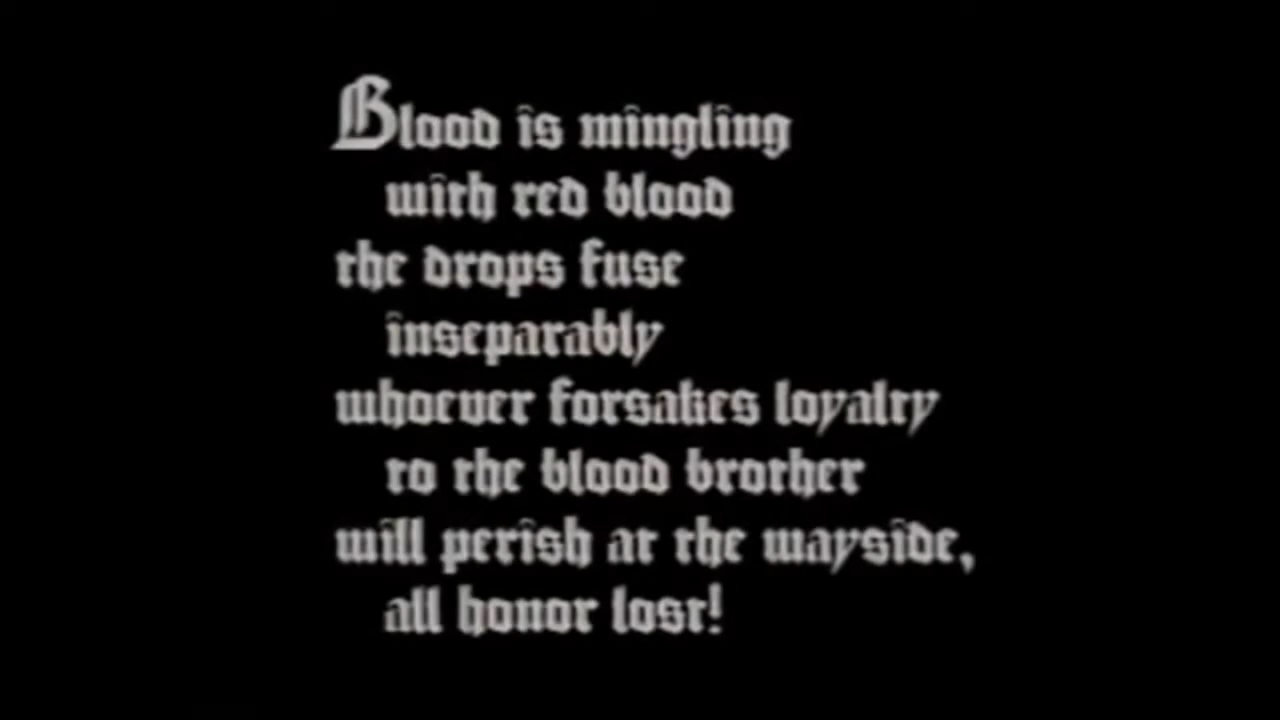 Blood is mingling
with red blood
the drops fuse
inseparably
whoever forsakes loyalty
to the blood brother
will perish at the wayside,
all honor lost!